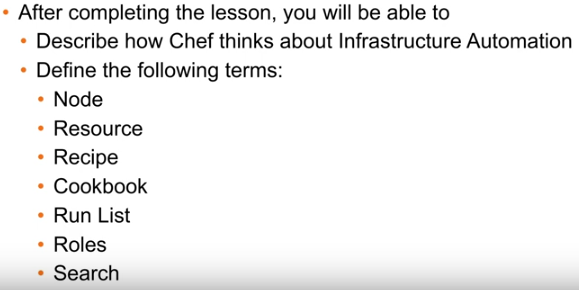 • After completing the lesson, you will be able to
• Describe how Chef thinks about Infrastructure Automation
• Define the following terms:
• Node
• Resource
• Recipe
• Cookbook
• Run List
• Roles
• Search